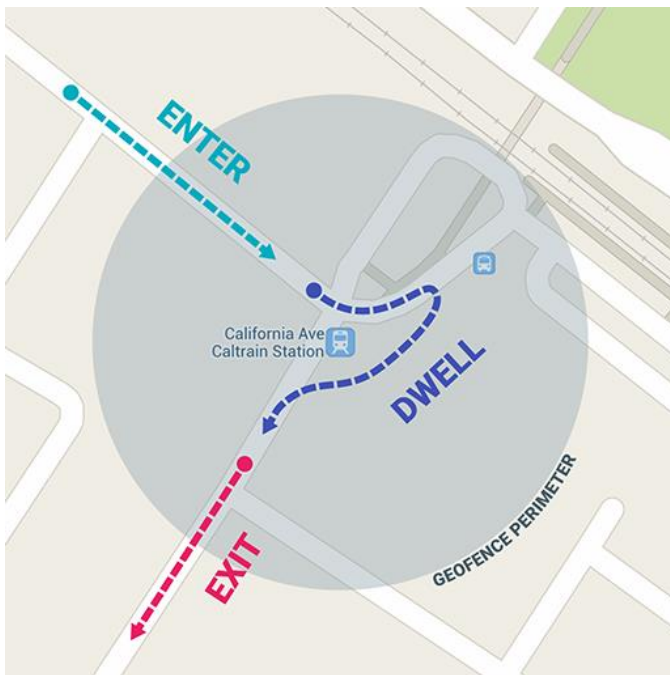 ENTER
California Ave
Caltrain Station
DWELL
GEOFENCE PERIMETER
EXIT